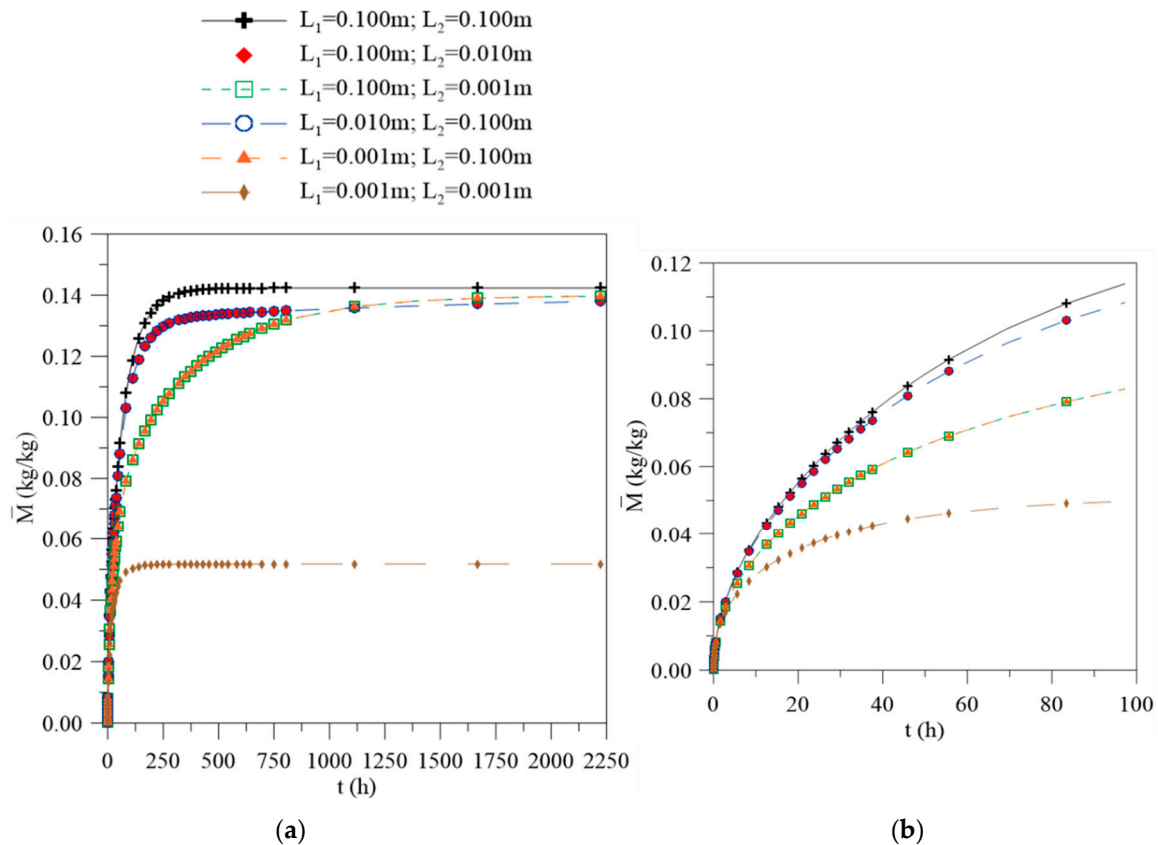 L₁=0.100m; L₂=0.100m
L₁=0.100m; L₂=0.010m
L₁=0.100m; L₂=0.001m
L₁=0.010m; L₂=0.100m
L₁=0.001m; L₂=0.100m
L₁=0.001m; L₂=0.001m
0.16
0.14
0.12
0.10
0.08
0.06
0.04
0.02
0.00
M̅ (kg/kg)
0 250 500 750 1000 1250 1500 1750 2000 2250
t (h)
(a)
0.12
0.10
0.08
0.06
0.04
0.02
0.00
M̅ (kg/kg)
0 20 40 60 80 100
t (h)
(b)